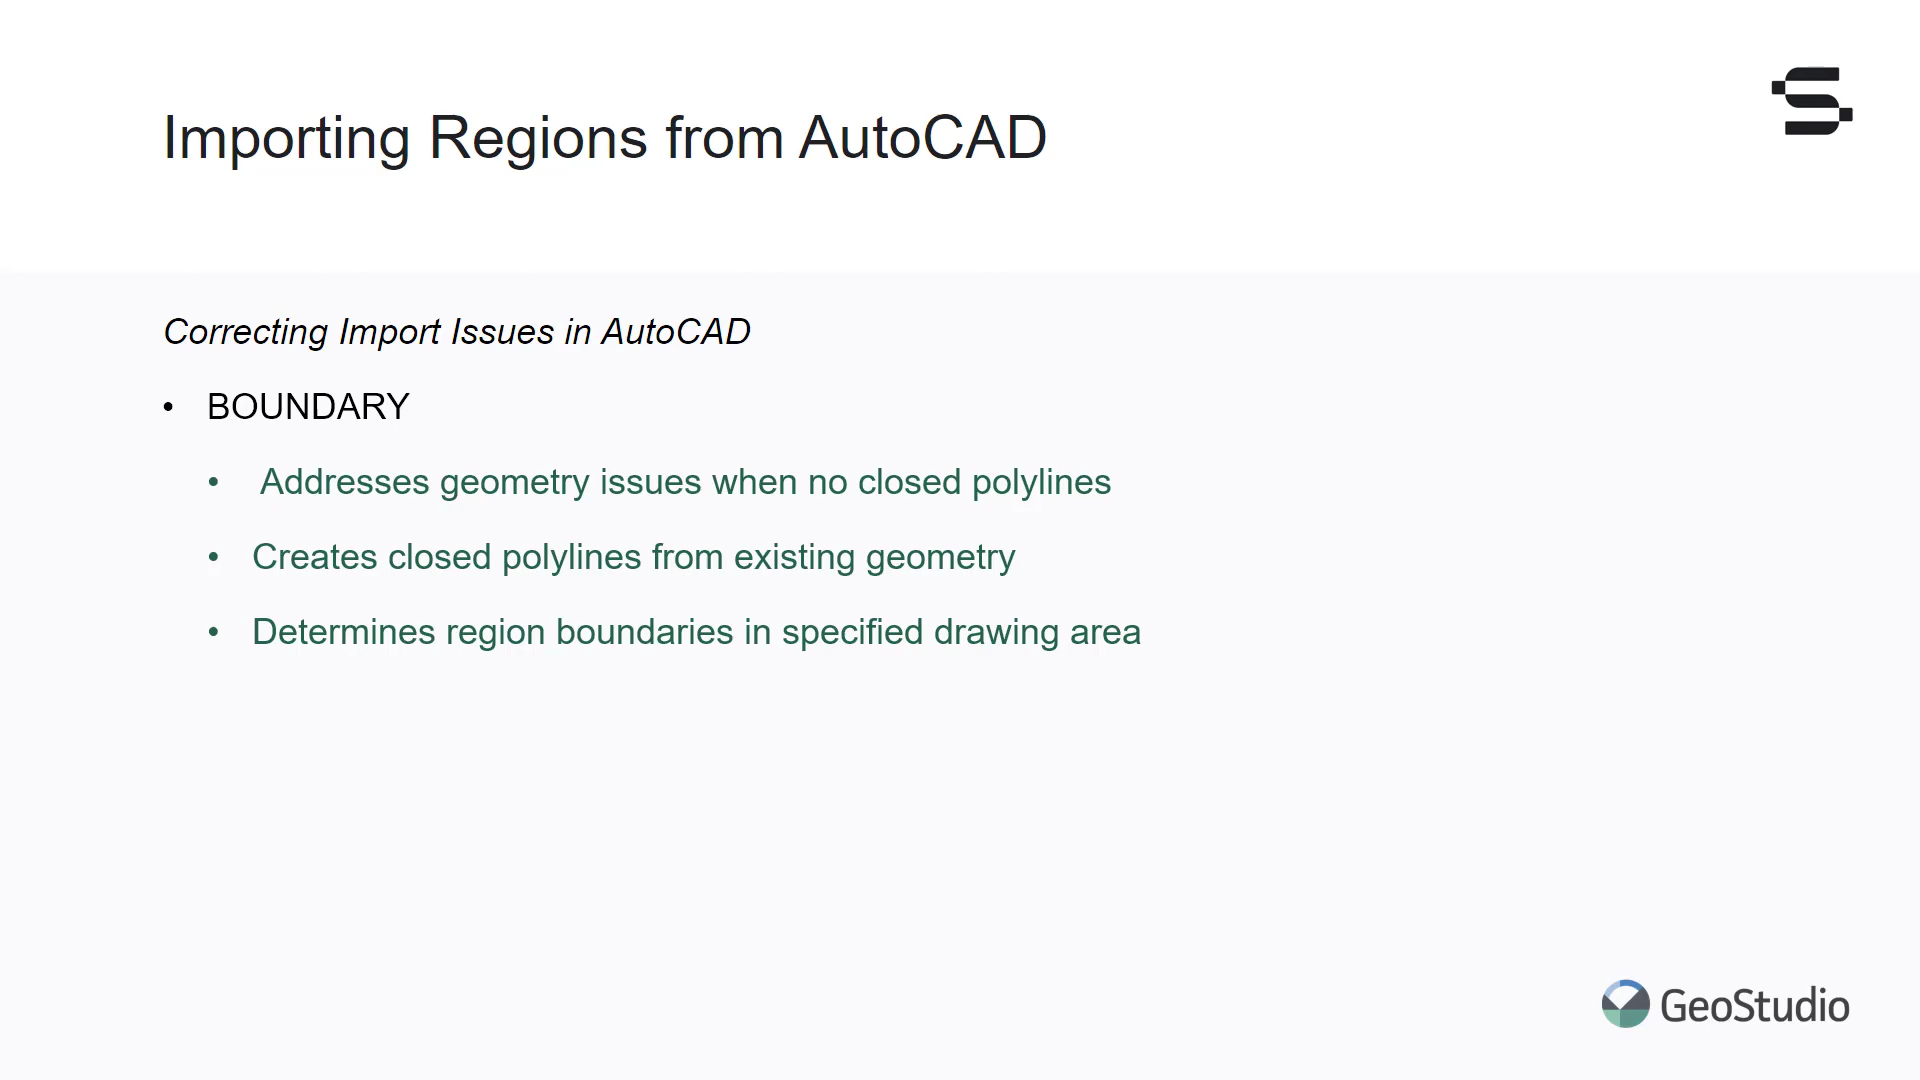 Importing Regions from AutoCAD
Correcting Import Issues in AutoCAD
• BOUNDARY
• Addresses geometry issues when no closed polylines
• Creates closed polylines from existing geometry
• Determines region boundaries in specified drawing area
GeoStudio